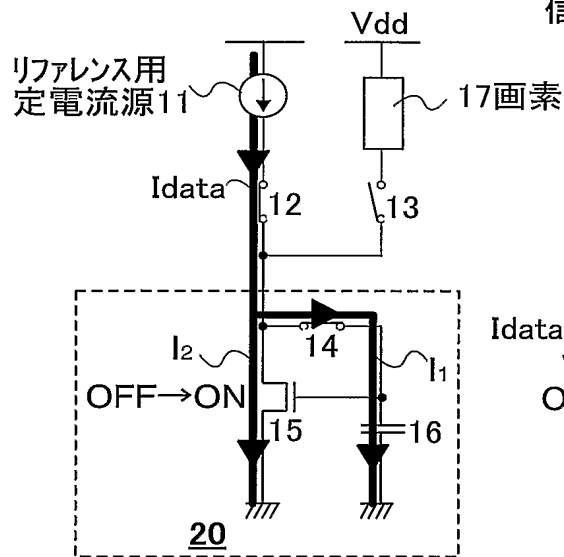 信
Vdd
リファレンス用
定電流源11
17画素
Idata
12
13
I₂
14
I₁
Idata
OFF→ON
15
16
O
20